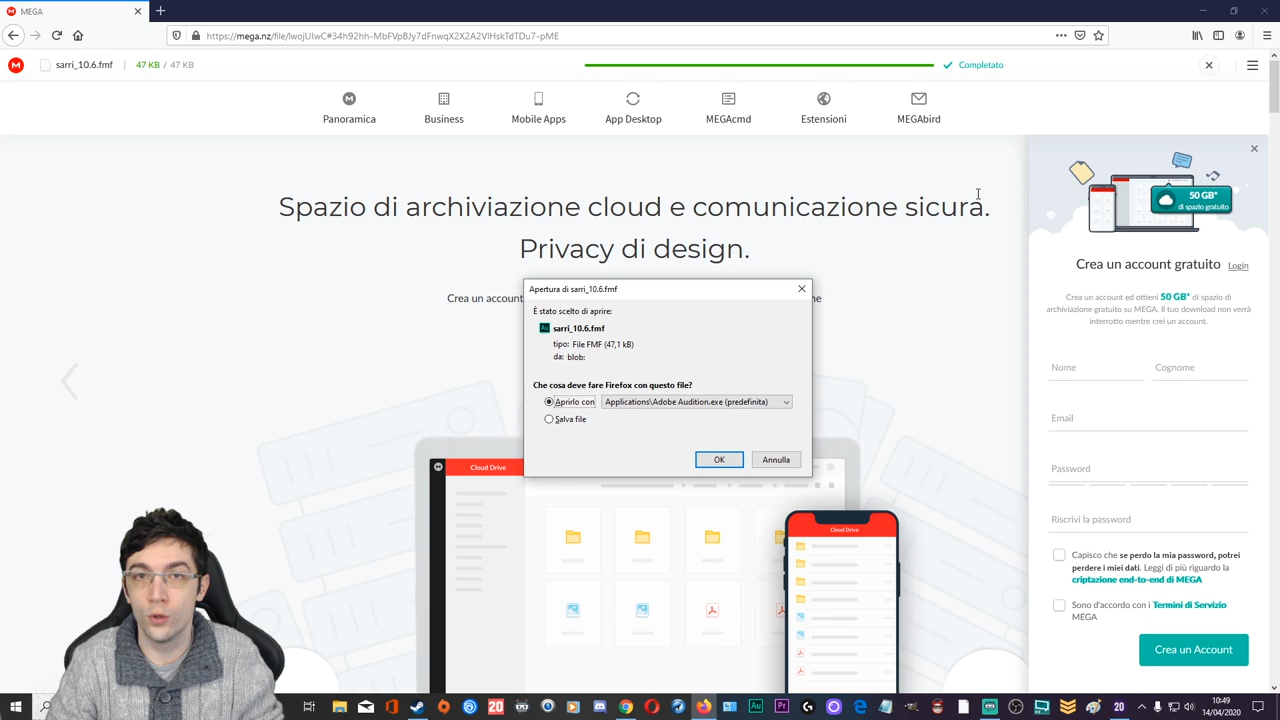 MEGA
https://mega.nz/file/IwojUIwC#34h92hh-MbFVpBJy7dFnwqX2X2A2VlHskTdTDu7-pME
sarri_10.6.fmf
47 KB / 47 KB
Completato
Panoramica
Business
Mobile Apps
App Desktop
MEGAcmd
Estensioni
MEGAbird
Spazio di archiviazione cloud e comunicazione sicura.
Privacy di design.
Crea un account
Apertura di sarri_10.6.fmf
È stato scelto di aprire:
Au
sarri_10.6.fmf
tipo: File FMF (47,1 kB)
da: blob:
Che cosa deve fare Firefox con questo file?
Aprirlo con
Applications\Adobe Audition.exe (predefinita)
Salva file
OK
Annulla
Cloud Drive
Cloud Drive
50 GB*
di spazio gratuito
Crea un account gratuito
Login
Crea un account ed ottieni 50 GB* di spazio di
archiviazione gratuito su MEGA. Il tuo download non verrà
interrotto mentre crei un account.
Nome
Cognome
Email
Password
Riscrivi la password
Capisco che se perdo la mia password, potrei
perdere i miei dati. Leggi di più riguardo la
criptazione end-to-end di MEGA
Sono d'accordo con i Termini di Servizio
MEGA
Crea un Account
20
Au
Pr
20
10:49
14/04/2020